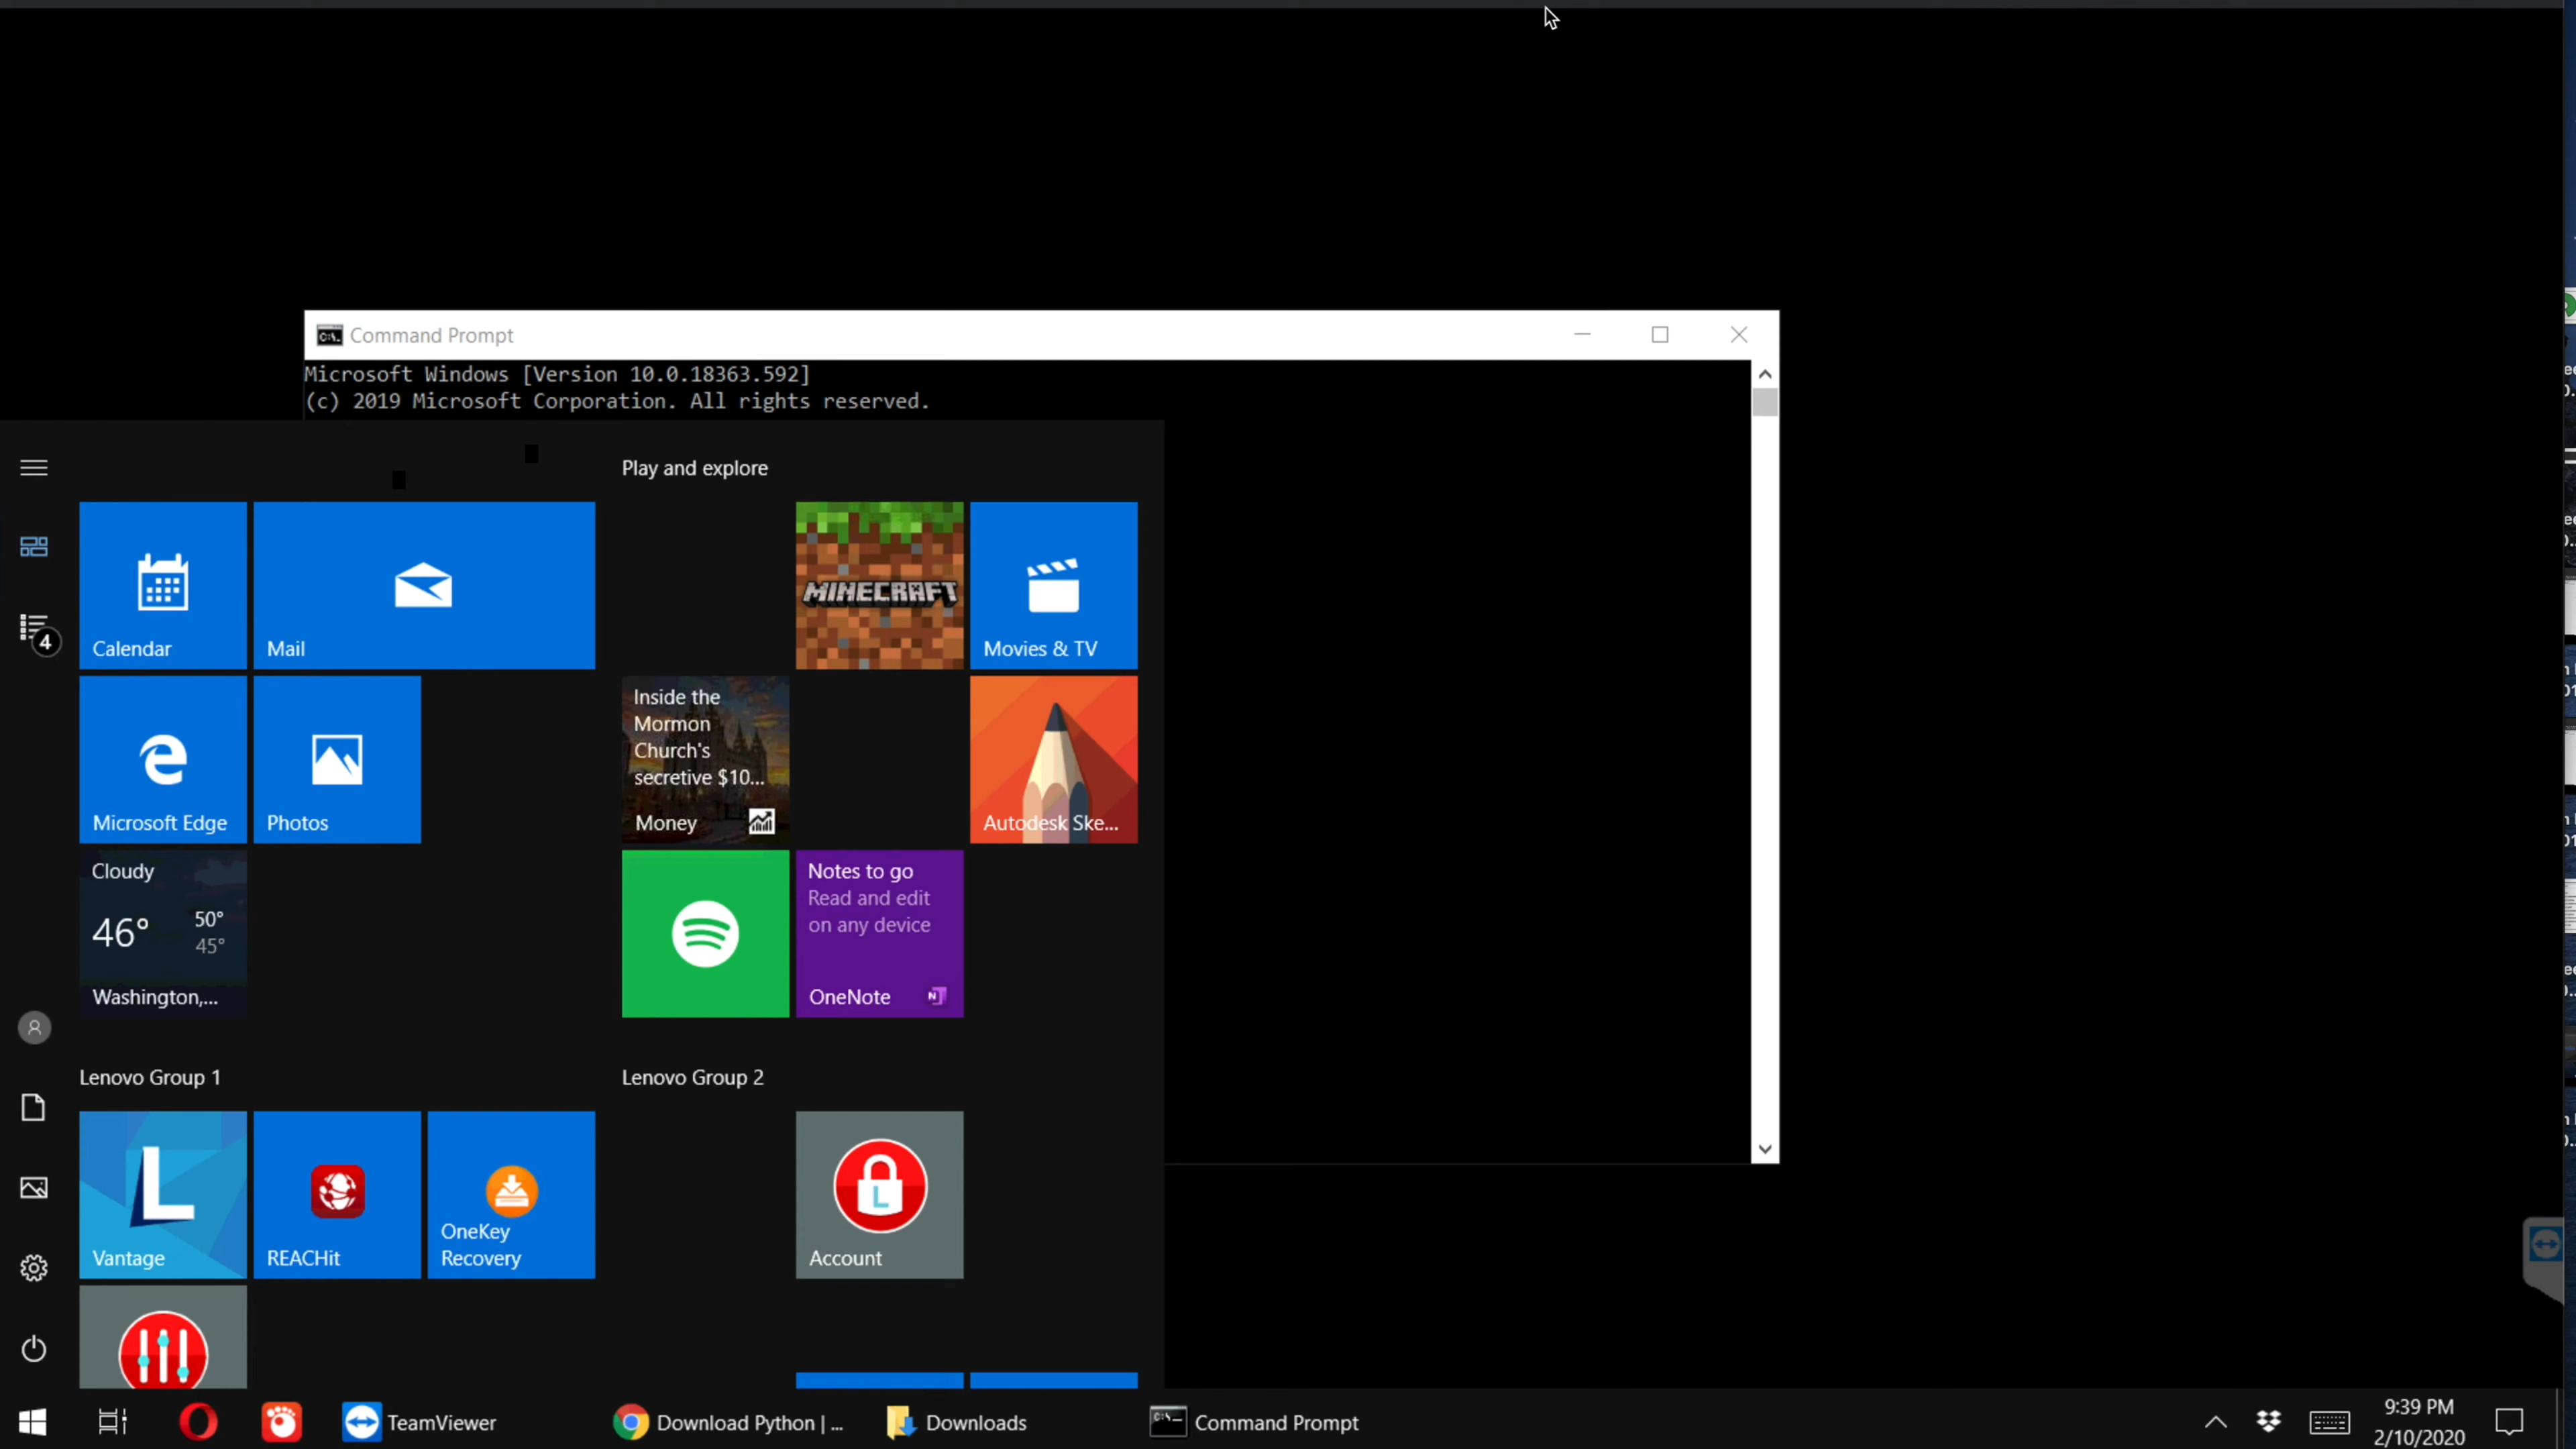 Command Prompt
Microsoft Windows [Version 10.0.18363.592]
(c) 2019 Microsoft Corporation. All rights reserved.
Play and explore
4
Calendar
Mail
MINECRAFT
Movies & TV
Microsoft Edge
Photos
Inside the
Mormon
Church's
secretive $10...
Money
Autodesk Ske...
Cloudy
46°
50°
45°
Washington,...
Notes to go
Read and edit
on any device
OneNote
Lenovo Group 1
Lenovo Group 2
L
Vantage
REACHit
OneKey
Recovery
L
Account
TeamViewer
Download Python | ...
Downloads
Command Prompt
9:39 PM
2/10/2020